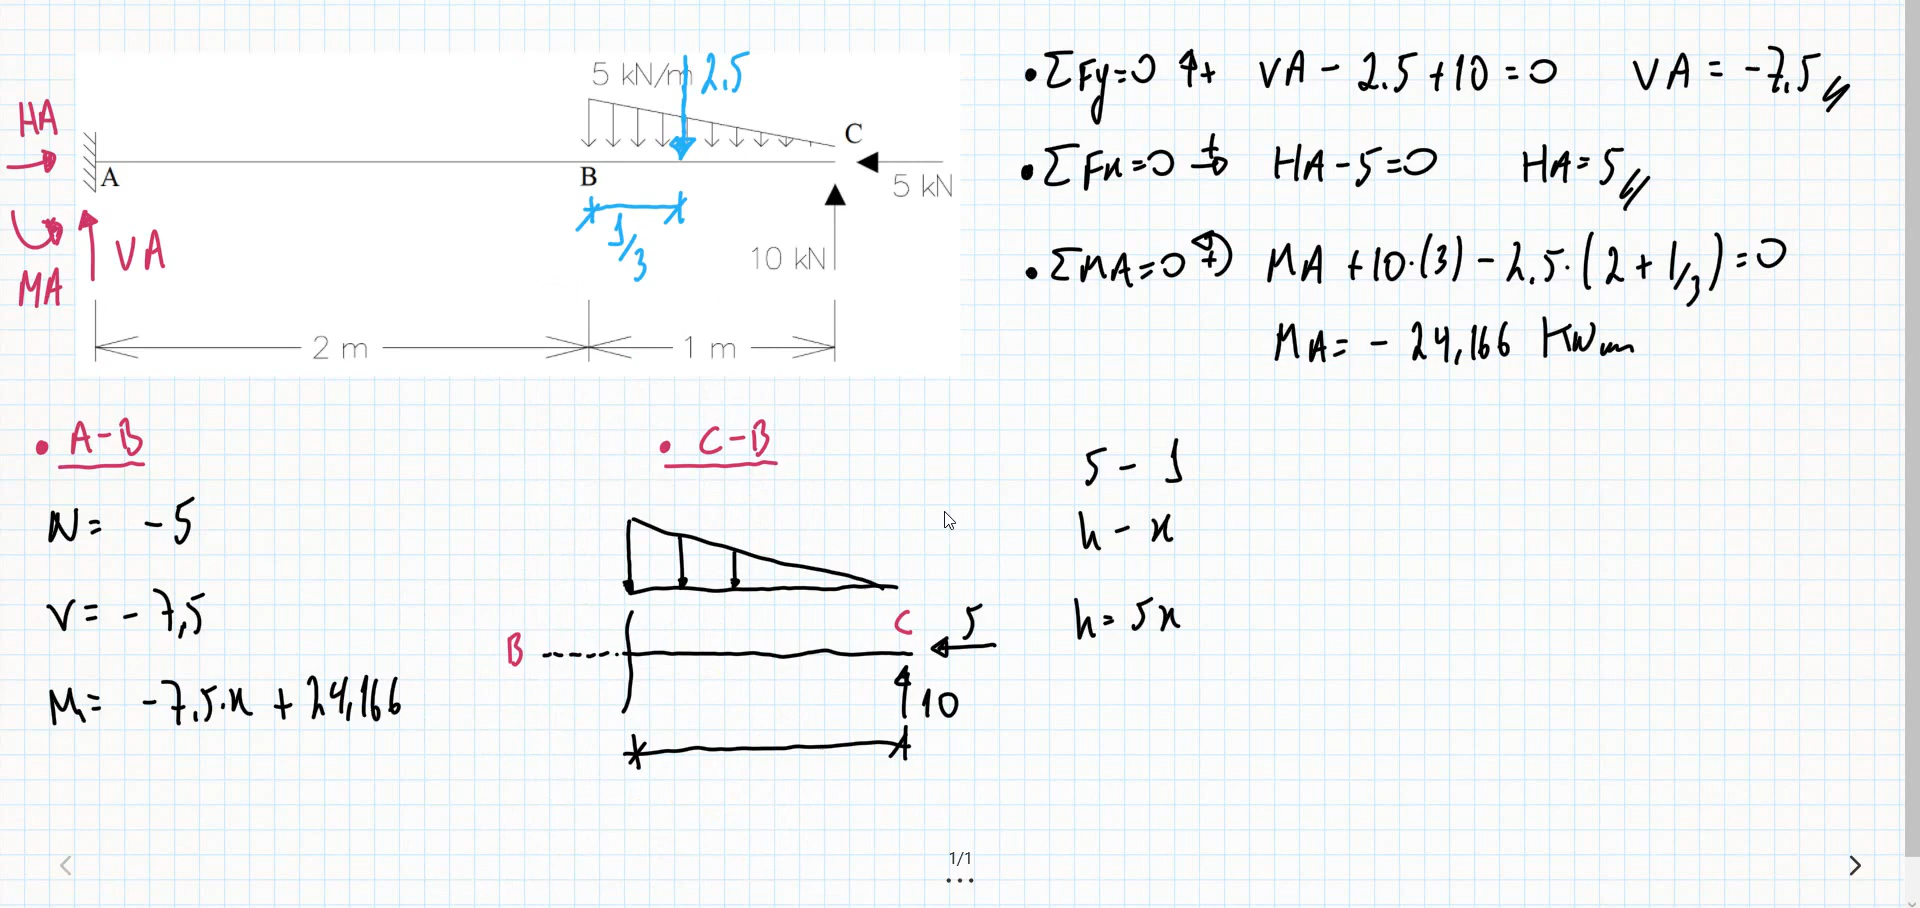 5 kN/m 2.5
HA
C
A
B
5 kN
1/3
VA
10 kN
MA
2 m
1 m
• ΣFy=0 ↑+ VA - 2.5 + 10 = 0 VA = -7.5
• ΣFx=0 →+ HA - 5 = 0 HA = 5
• ΣMA=0 + MA + 10·(3) - 2.5·(2 + 1/3) = 0
MA = - 24,166 KNm
• A-B
N = -5
V = -7,5
M = -7.5·x + 24,166
• C-B
C
5
B
10
5 - 1
h - x
h = 5x
1/1